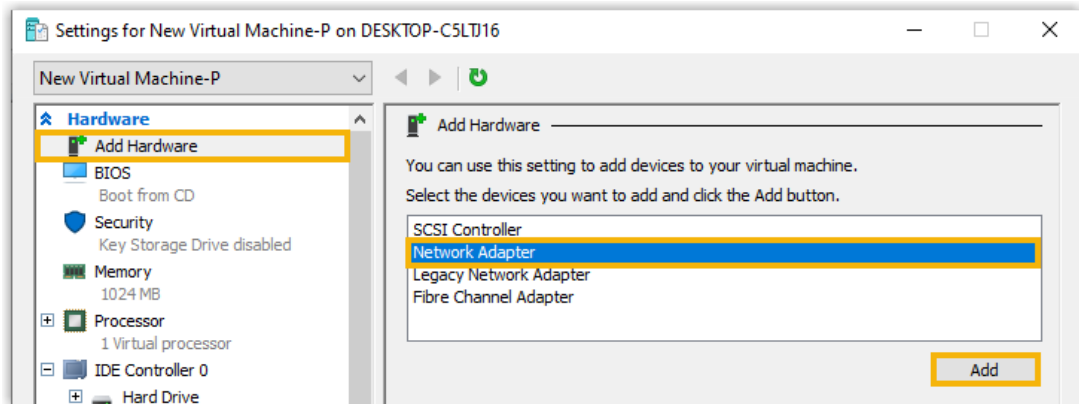 Settings for New Virtual Machine-P on DESKTOP-C5LTJ16
New Virtual Machine-P
Hardware
Add Hardware
BIOS
Boot from CD
Security
Key Storage Drive disabled
Memory
1024 MB
Processor
1 Virtual processor
IDE Controller 0
Hard Drive
Add Hardware
You can use this setting to add devices to your virtual machine.
Select the devices you want to add and click the Add button.
SCSI Controller
Network Adapter
Legacy Network Adapter
Fibre Channel Adapter
Add